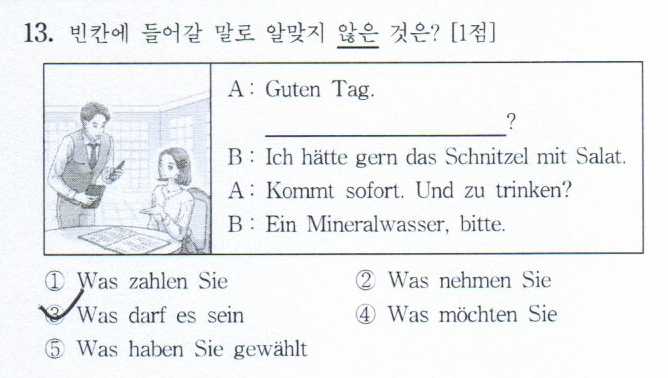 13. 빈칸에 들어갈 말로 알맞지 않은 것은? [1점]
A : Guten Tag.
?
B : Ich hätte gern das Schnitzel mit Salat.
A : Kommt sofort. Und zu trinken?
B : Ein Mineralwasser, bitte.
① Was zahlen Sie ② Was nehmen Sie
③ Was darf es sein ④ Was möchten Sie
⑤ Was haben Sie gewählt